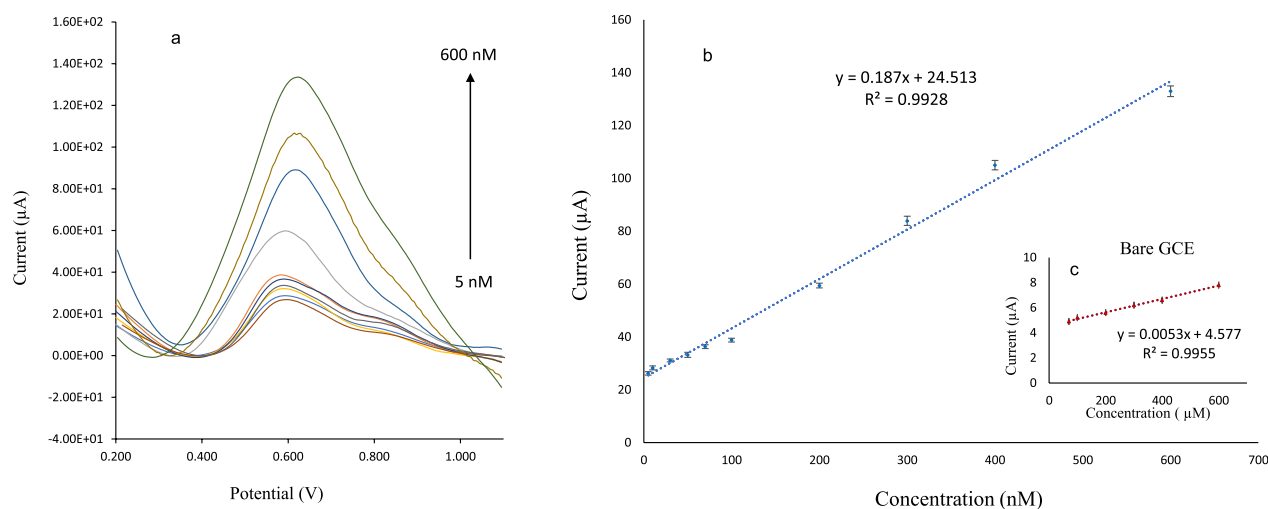 a
1.60E+02
1.40E+02
1.20E+02
1.00E+02
8.00E+01
6.00E+01
4.00E+01
2.00E+01
0.00E+00
-2.00E+01
-4.00E+01
Current (µA)
600 nM
5 nM
0.200
0.400
0.600
0.800
1.000
Potential (V)
b
160
140
120
100
80
60
40
20
0
Current (µA)
y = 0.187x + 24.513
R² = 0.9928
0
100
200
300
400
500
600
700
Concentration (nM)
Bare GCE
c
10
8
6
4
2
0
Current (µA)
y = 0.0053x + 4.577
R² = 0.9955
0
200
400
600
Concentration ( µM)